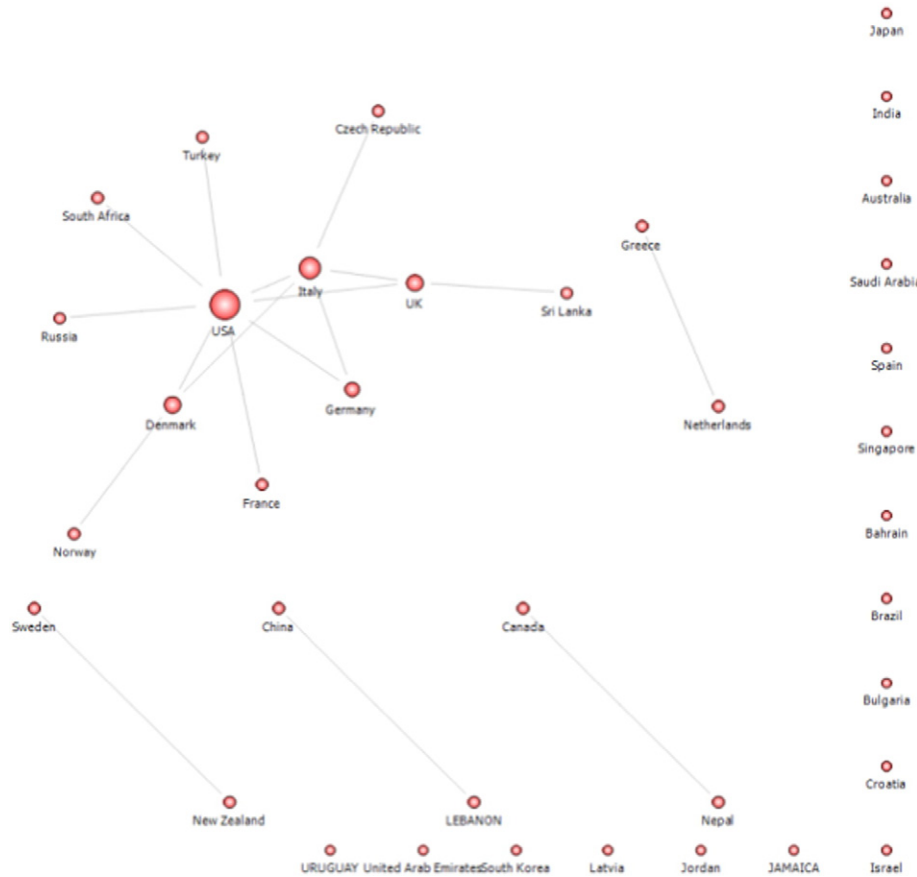 Japan
India
Czech Republic
Turkey
Australia
South Africa
Greece
Saudi Arabia
Italy
UK
Sri Lanka
USA
Russia
Spain
Germany
Denmark
Netherlands
Singapore
France
Bahrain
Norway
Sweden
China
Canada
Brazil
Bulgaria
Croatia
New Zealand
LEBANON
Nepal
URUGUAY
United Arab Emirates
South Korea
Latvia
Jordan
JAMAICA
Israel